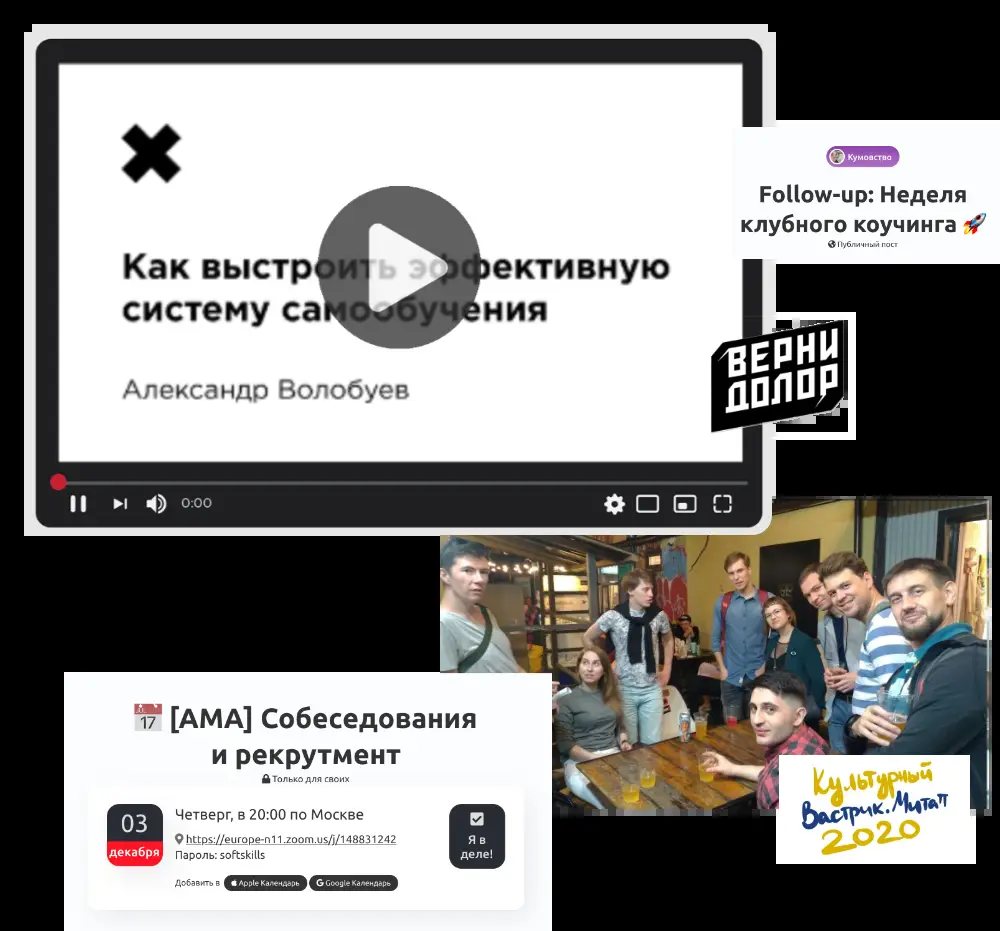 Как выстроить эффективную
систему самообучения
Александр Волобуев
0:00
Кумовство
Follow-up: Неделя
клубного коучинга 🚀
Публичный пост
ВЕРНИ
ДОЛОР
17
[AMA] Собеседования
и рекрутмент
Только для своих
03
декабря
Четверг, в 20:00 по Москве
https://europe-n11.zoom.us/j/148831242
Пароль: softskills
Добавить в Apple Календарь Google Календарь
Я в
деле!
Культурный
Вастрик.Митап
2020